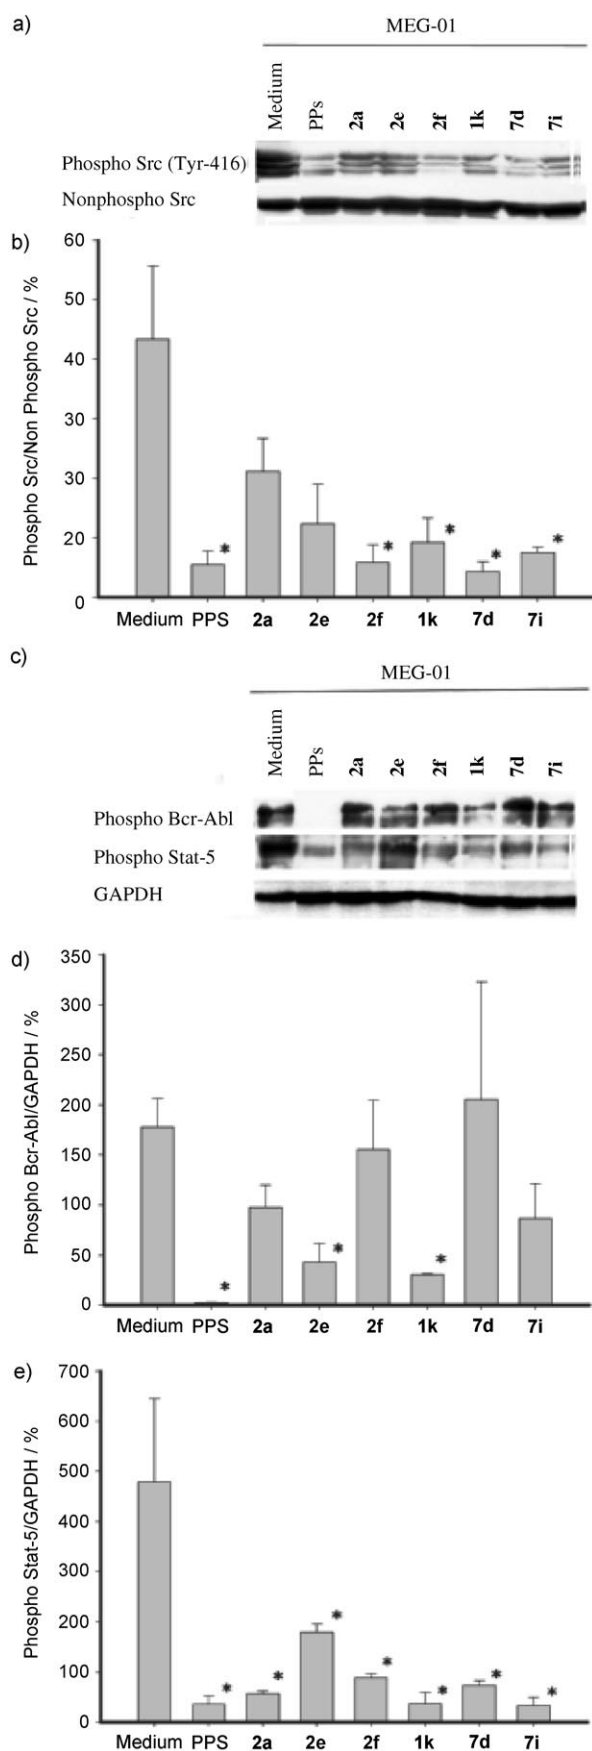 a)
MEG-01
Medium PPs 2a 2e 2f 1k 7d 7i
Phospho Src (Tyr-416)
Nonphospho Src
b)
Phospho Src/Non Phospho Src / %
60
50
40
30
30
20
0
Medium PPS 2a 2e 2f 1k 7d 7i
* * * * *
c)
MEG-01
Medium PPs 2a 2e 2f 1k 7d 7i
Phospho Bcr-Abl
Phospho Stat-5
GAPDH
d)
Phospho Bcr-Abl/GAPDH / %
350
300
250
200
150
100
50
0
* * *
Medium PPS 2a 2e 2f 1k 7d 7i
e)
Phospho Stat-5/GAPDH / %
700
600
500
400
300
200
100
0
* * * * * * *
Medium PPS 2a 2e 2f 1k 7d 7i